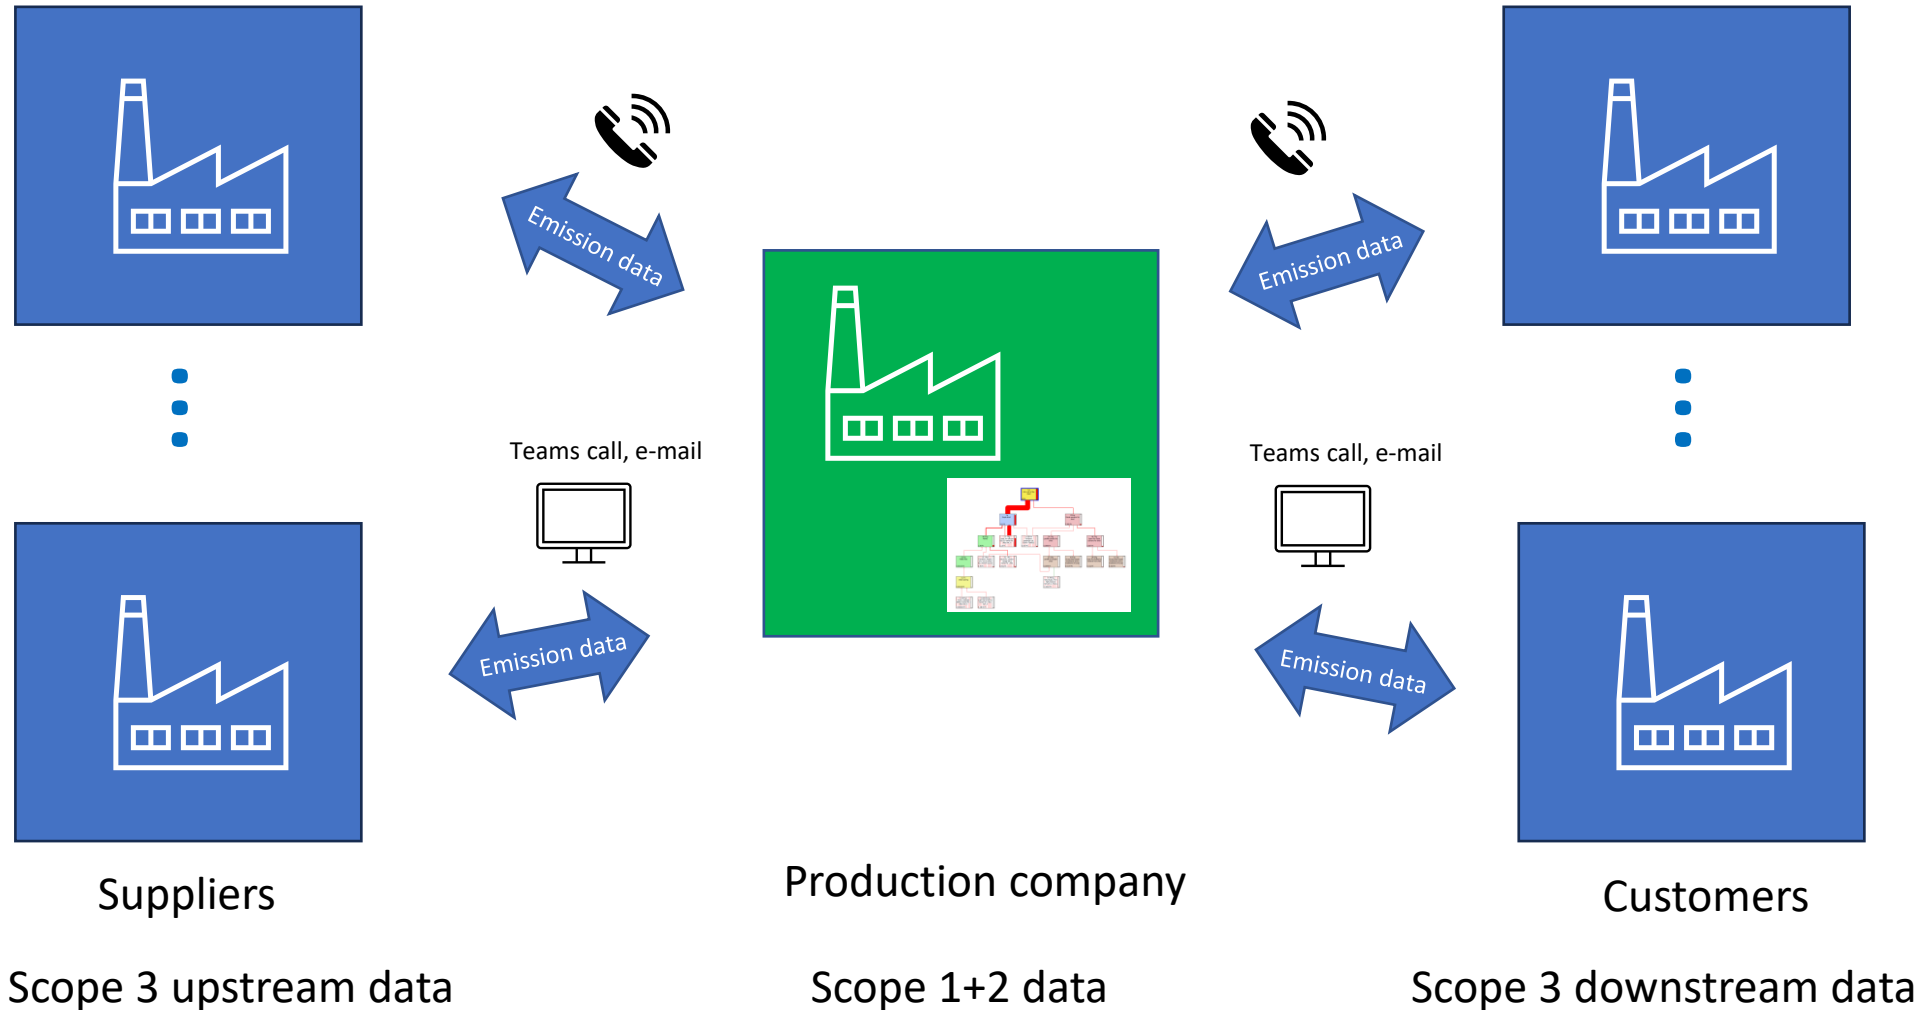 Emission data
Emission data
Teams call, e-mail
Teams call, e-mail
Emission data
Emission data
Suppliers
Production company
Customers
Scope 3 upstream data
Scope 1+2 data
Scope 3 downstream data